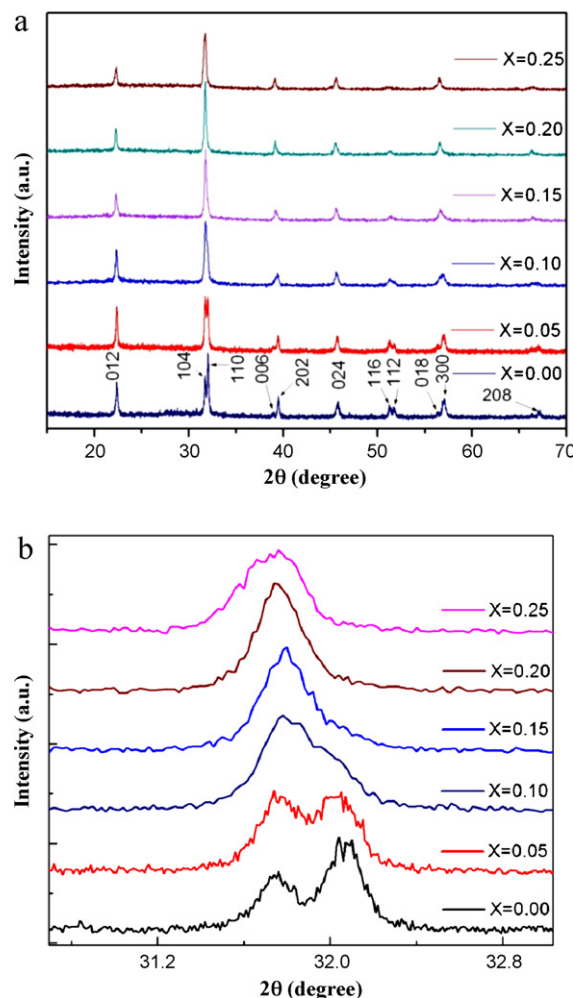 a
X=0.25
X=0.20
X=0.15
X=0.10
X=0.05
X=0.00
012
104
110
006
202
024
116
112
018
300
208
Intensity (a.u.)
20 30 40 50 60 70
2θ (degree)
b
X=0.25
X=0.20
X=0.15
X=0.10
X=0.05
X=0.00
Intensity (a.u.)
31.2 32.0 32.8
2θ (degree)